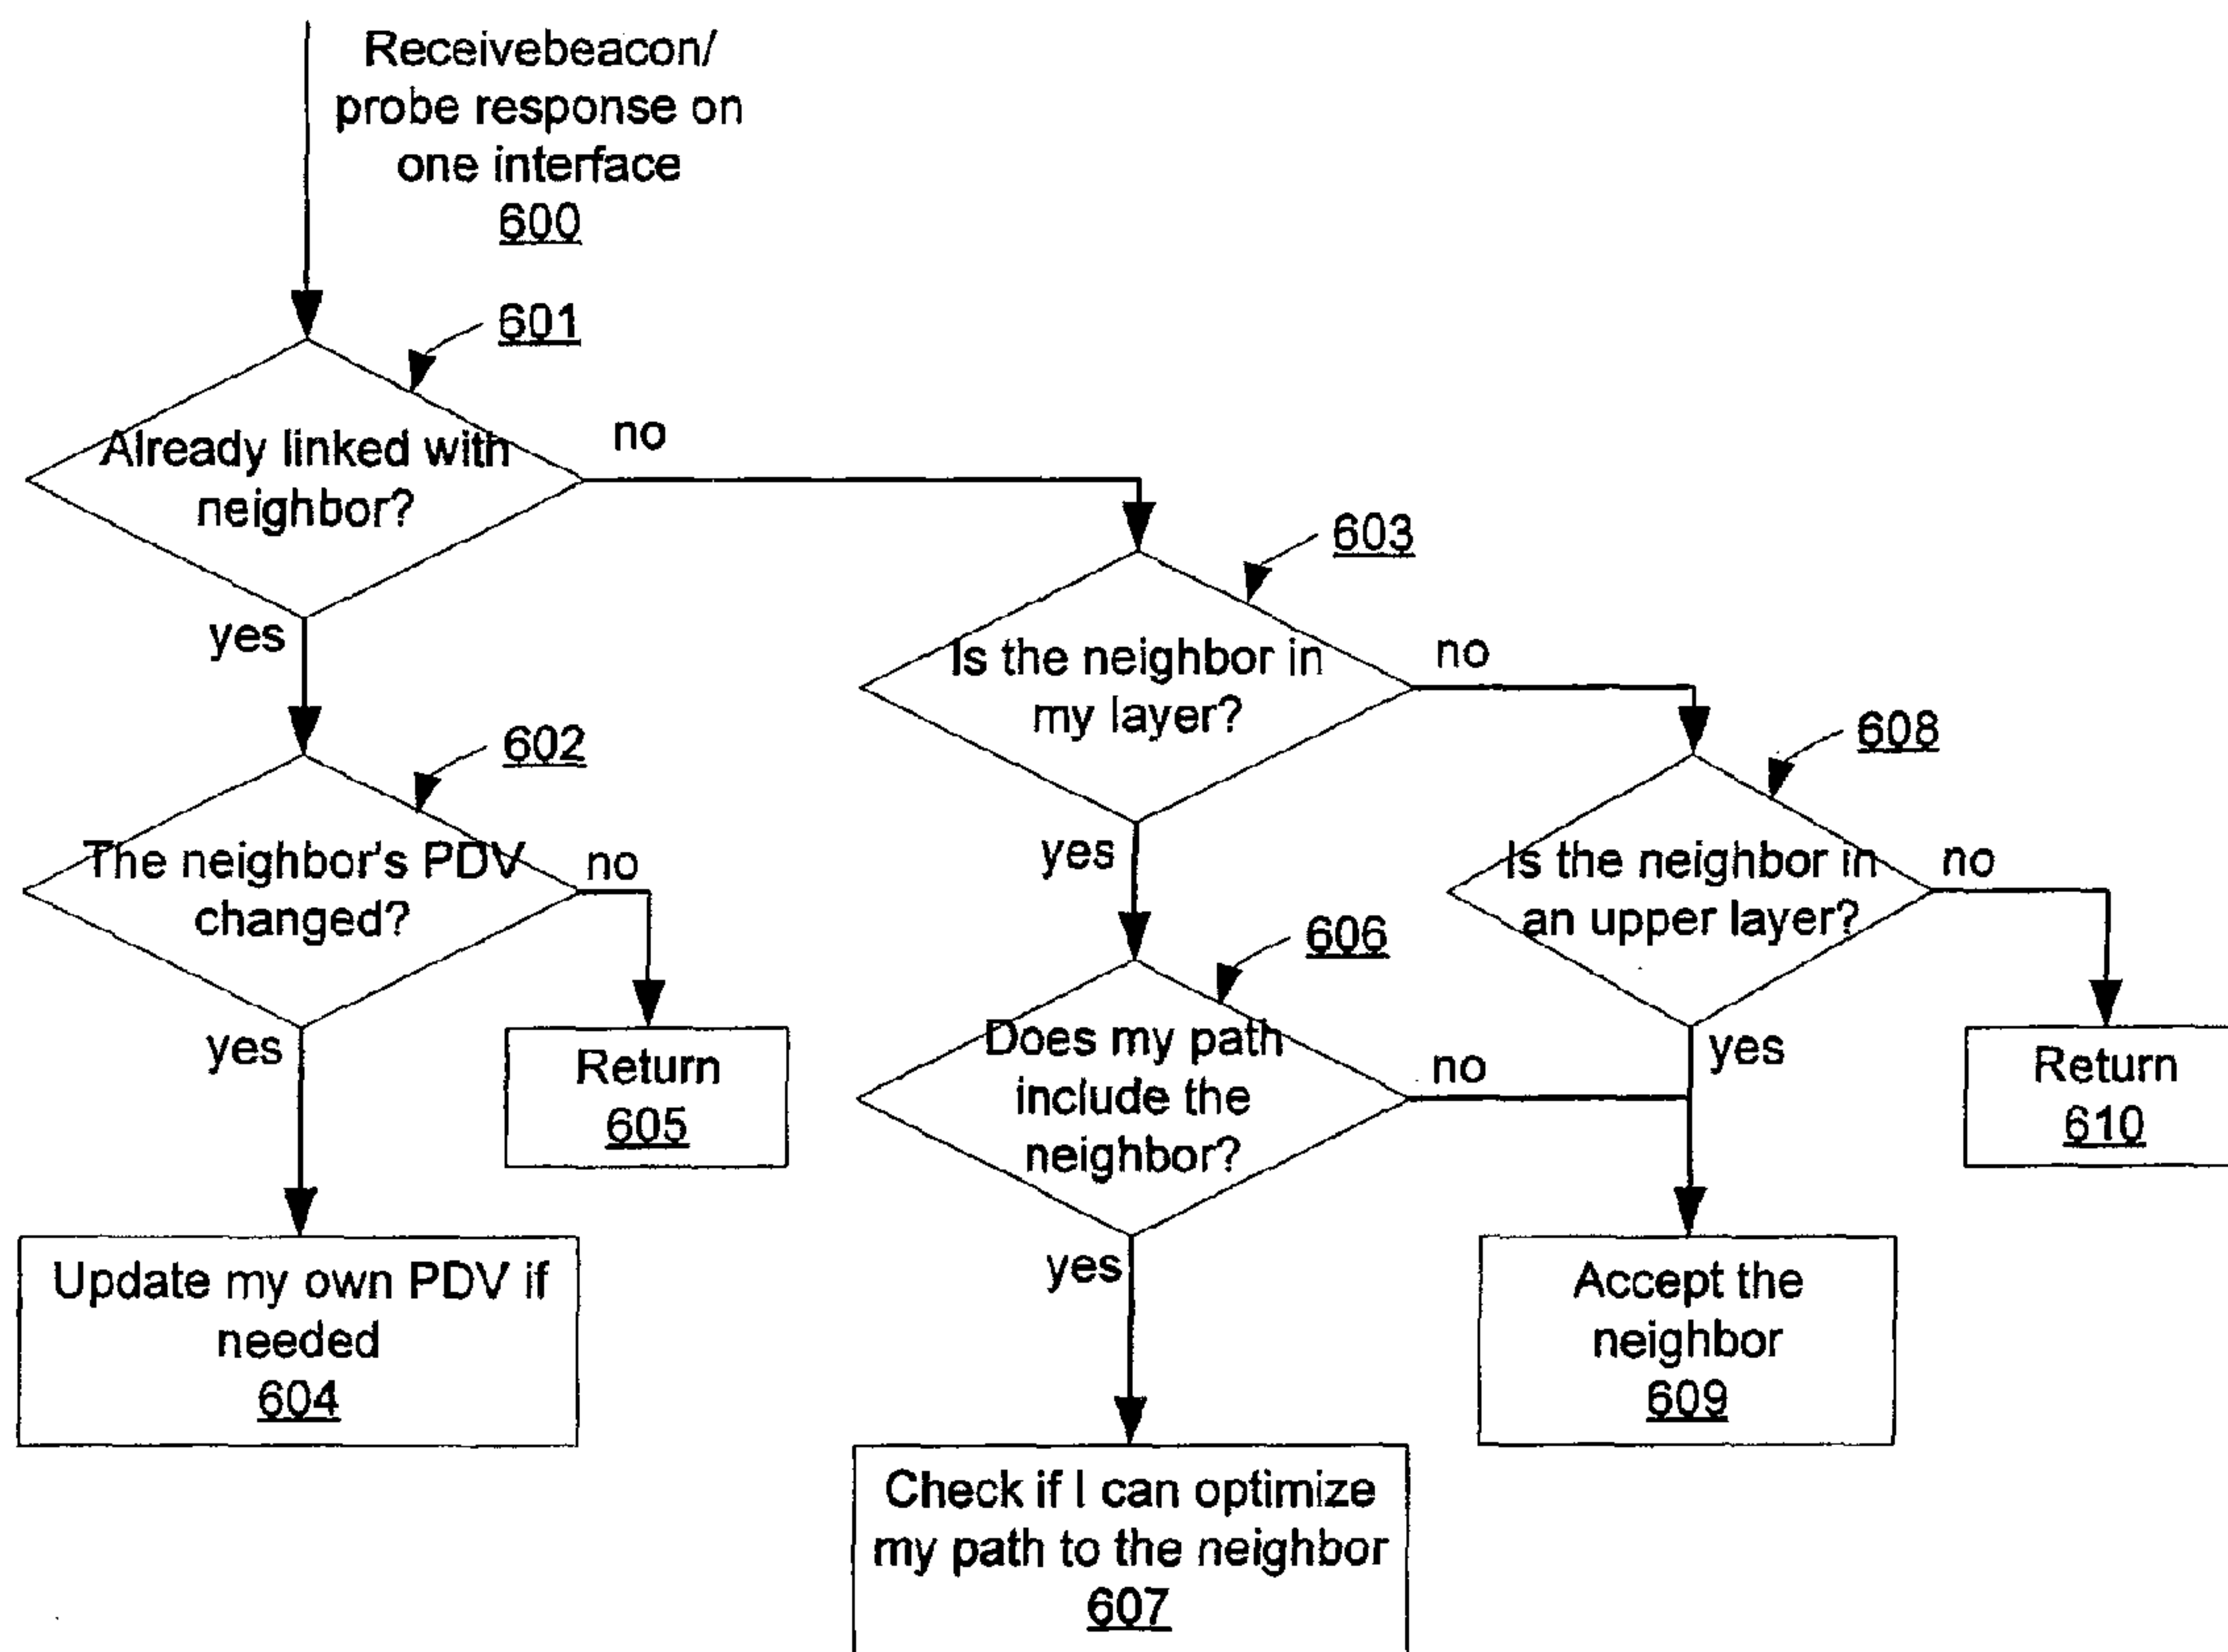 Receivebeacon/
probe response on
one interface
600
601
Already linked with
neighbor?
no
yes
603
Is the neighbor in
my layer?
no
yes
602
The neighbor's PDV
changed?
no
yes
608
Is the neighbor in
an upper layer?
no
yes
606
Does my path
include the
neighbor?
no
yes
Return
605
Return
610
Update my own PDV if
needed
604
Accept the
neighbor
609
Check if I can optimize
my path to the neighbor
607